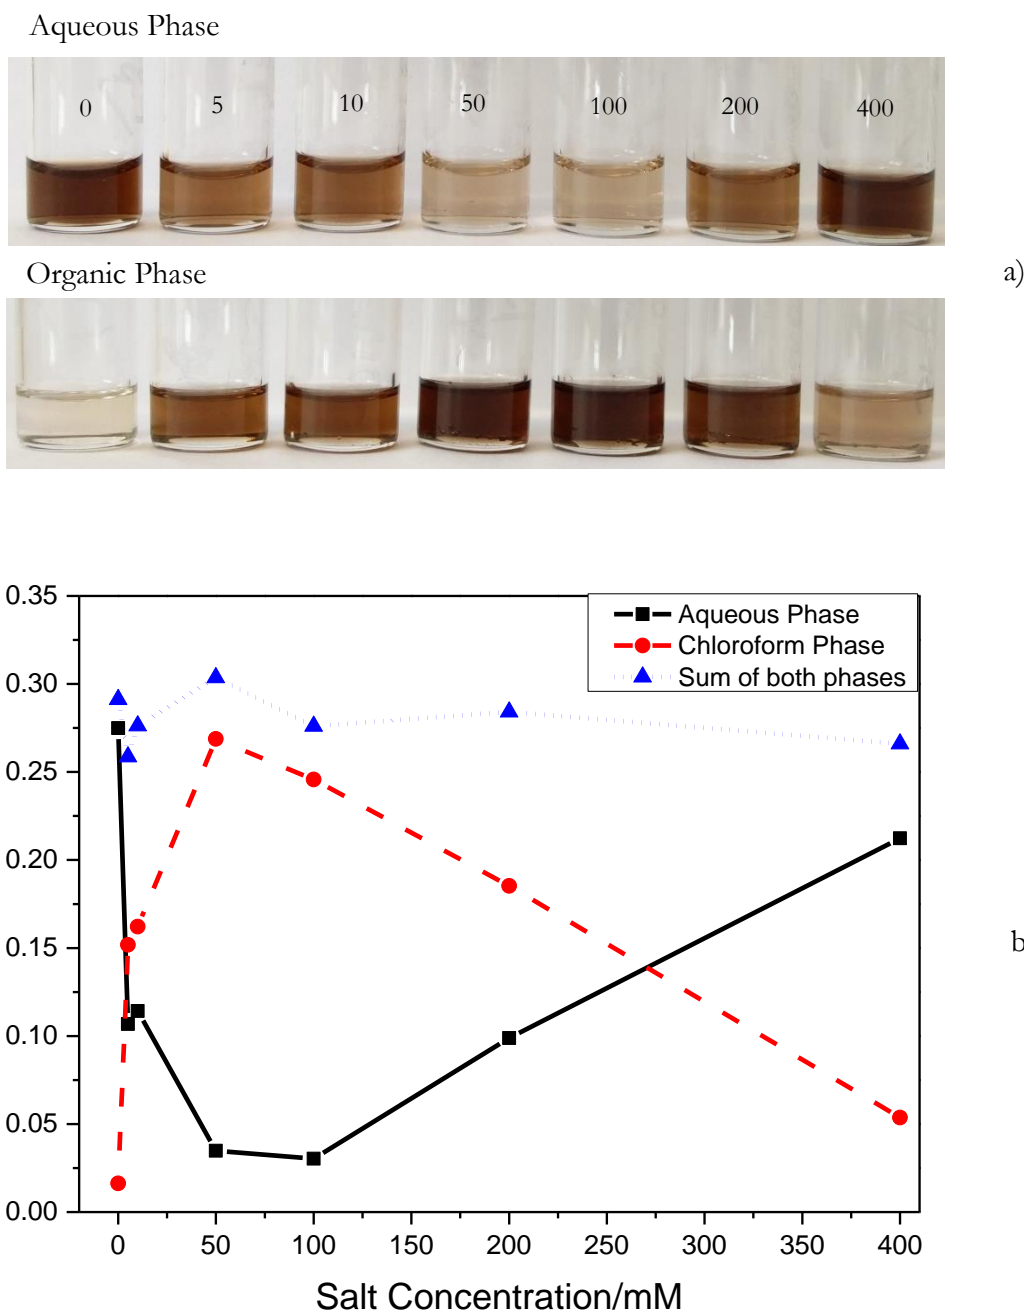 Aqueous Phase
0 5 10 50 100 200 400
Organic Phase
a)
0.35
0.30
0.25
0.20
0.15
0.10
0.05
0.00
Aqueous Phase
Chloroform Phase
Sum of both phases
b
0 50 100 150 200 250 300 350 400
Salt Concentration/mM